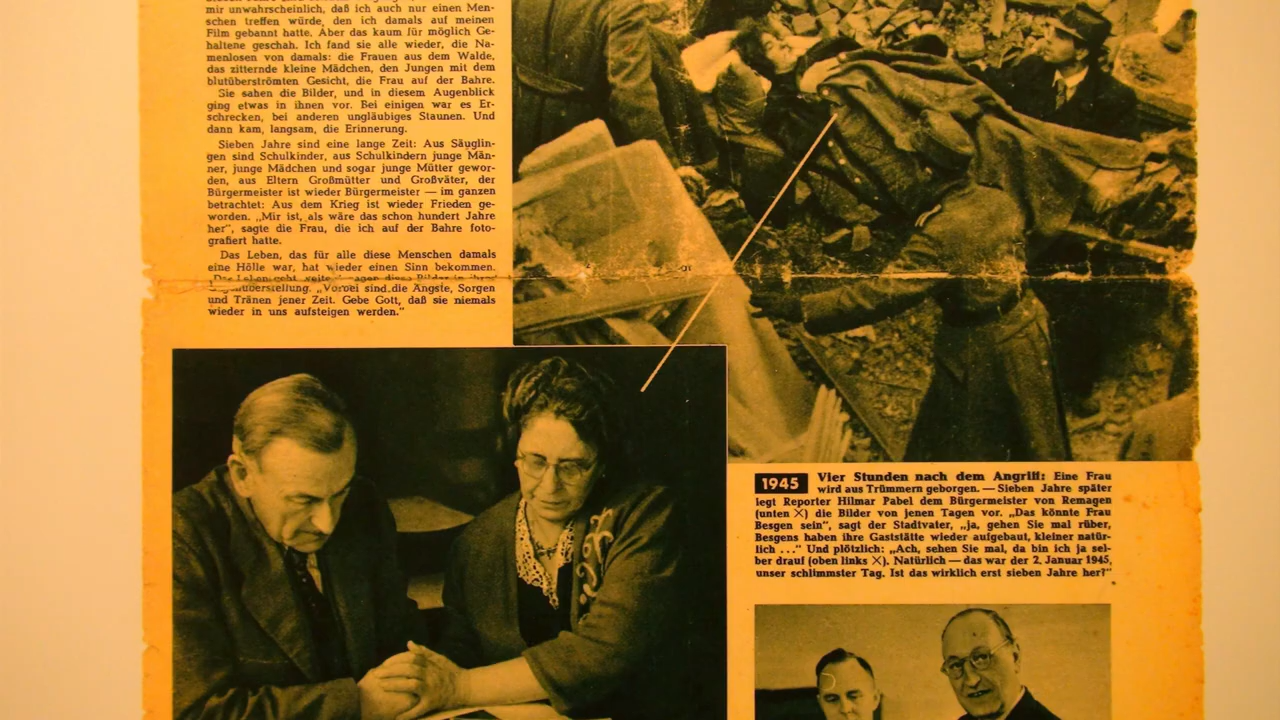 mir unwahrscheinlich, daß ich auch nur einen Men-
schen treffen würde, den ich damals auf meinen
Film gebannt hatte. Aber das kaum für möglich Ge-
haltene geschah. Ich fand sie alle wieder, die Na-
menlosen von damals: die Frauen aus dem Walde,
das zitternde kleine Mädchen, den Jungen mit dem
blutüberströmten Gesicht, die Frau auf der Bahre.
Sie sahen die Bilder, und in diesem Augenblick
ging etwas in ihnen vor. Bei einigen war es Er-
schrecken, bei anderen ungläubiges Staunen. Und
dann kam, langsam, die Erinnerung.
Sieben Jahre sind eine lange Zeit: Aus Säuglin-
gen sind Schulkinder, aus Schulkindern junge Män-
ner, junge Mädchen und sogar junge Mütter gewor-
den, aus Eltern Großmütter und Großväter, der
Bürgermeister ist wieder Bürgermeister — im ganzen
betrachtet: Aus dem Krieg ist wieder Frieden ge-
worden. „Mir ist, als wäre das schon hundert Jahre
her", sagte die Frau, die ich auf der Bahre foto-
grafiert hatte.
Das Leben, das für alle diese Menschen damals
eine Hölle war, hat wieder einen Sinn bekommen.
„Das Leben geht weiter", sagen diese Bilder in ihrer
Gegenüberstellung. „Vorbei sind die Ängste, Sorgen
und Tränen jener Zeit. Gebe Gott, daß sie niemals
wieder in uns aufsteigen werden."
1945 Vier Stunden nach dem Angriff: Eine Frau
wird aus Trümmern geborgen. — Sieben Jahre später
legt Reporter Hilmar Pabel dem Bürgermeister von Remagen
(unten ×) die Bilder von jenen Tagen vor. „Das könnte Frau
Besgen sein", sagt der Stadtvater, „ja, gehen Sie mal rüber,
Besgens haben ihre Gaststätte wieder aufgebaut, kleiner natür-
lich ..." Und plötzlich: „Ach, sehen Sie mal, da bin ich ja sel-
ber drauf (oben links ×). Natürlich — das war der 2. Januar 1945,
unser schlimmster Tag. Ist das wirklich erst sieben Jahre her?"